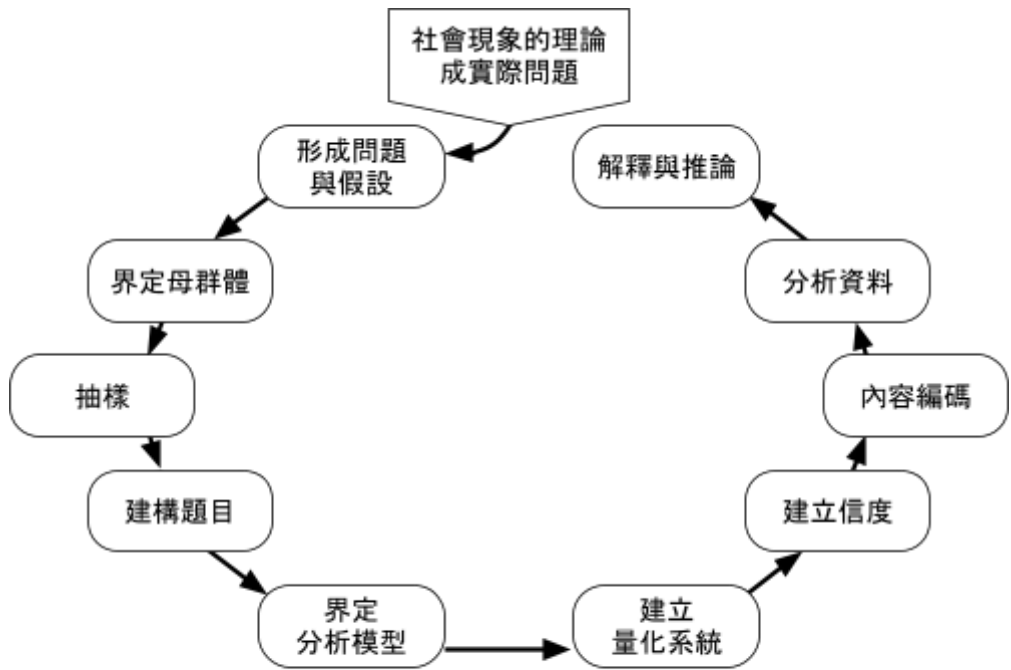 社會現象的理論
成實際問題
形成問題
與假設
界定母群體
抽樣
建構題目
界定
分析模型
建立
量化系統
建立信度
內容編碼
分析資料
解釋與推論